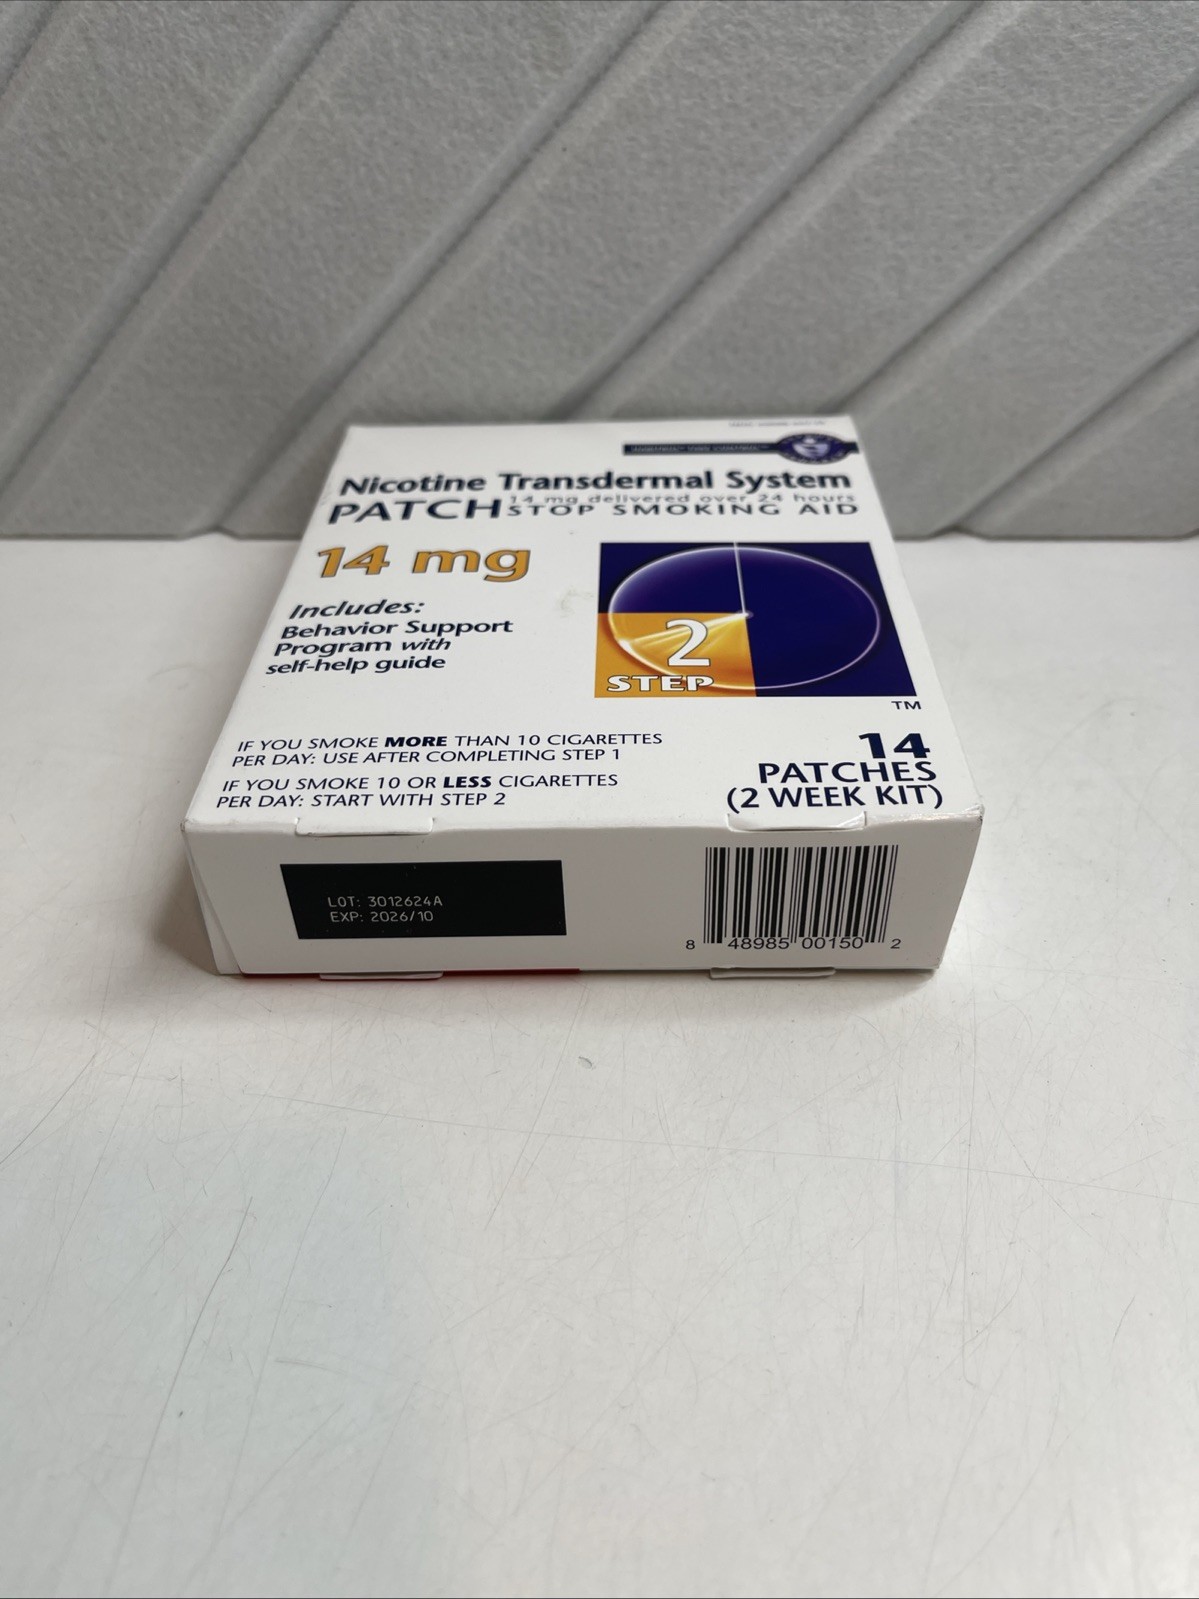 Nicotine Transdermal System
PATCH
14 mg delivered over 24 hours
STOP SMOKING AID
14 mg
Includes:
Behavior Support
Program with
self-help guide
2
STEP
TM
IF YOU SMOKE MORE THAN 10 CIGARETTES
PER DAY: USE AFTER COMPLETING STEP 1
IF YOU SMOKE 10 OR LESS CIGARETTES
PER DAY: START WITH STEP 2
14
PATCHES
(2 WEEK KIT)
LOT: 3012624A
EXP: 2026/10
8 48985 00150 2